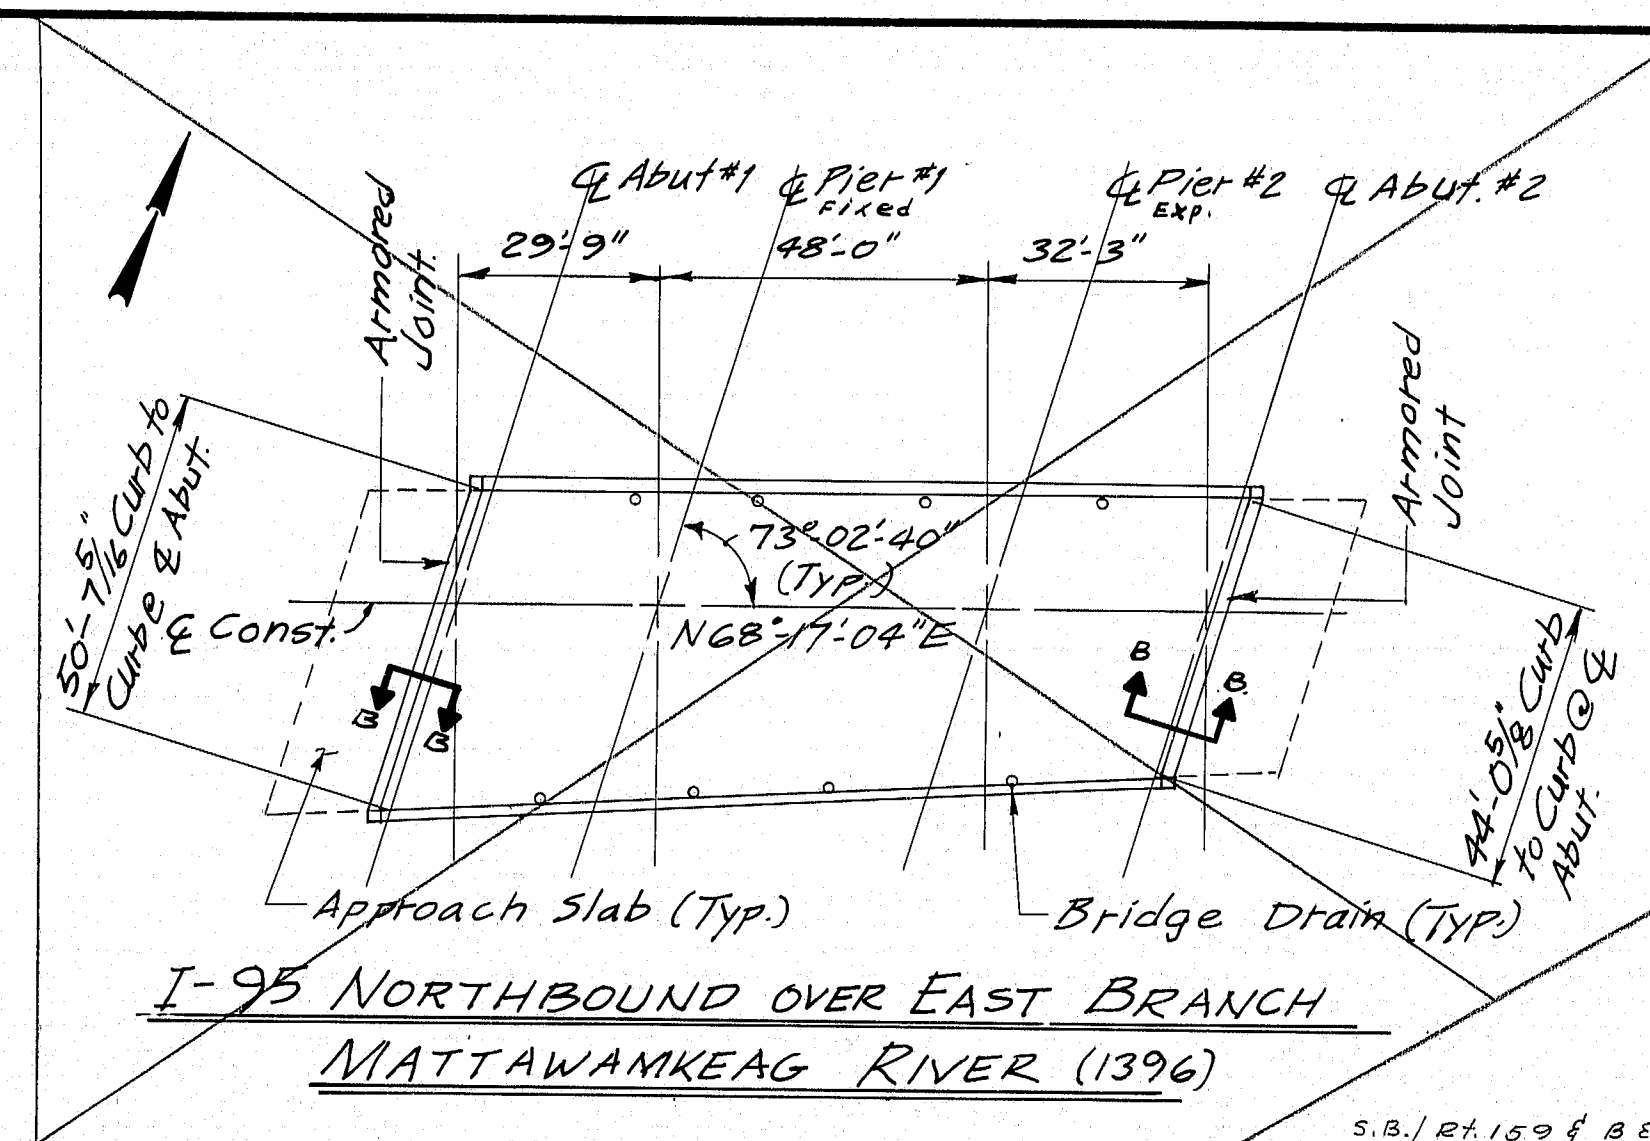 ℄ Abut #1
℄ Pier #1
Fixed
℄ Pier #2
Exp.
℄ Abut. #2
29'-9"
48'-0"
32'-3"
Armored
Joint.
Armored
Joint
50'-7 5/16" Curb to
Curb @ ℄ Abut.
73°-02'-40"
(Typ.)
℄ Const.
N68°-17'-04"E
B
B
B
B
44'-0 5/8" Curb
to Curb @ ℄
Abut.
Approach Slab (Typ.)
Bridge Drain (Typ.)
I-95 NORTHBOUND OVER EAST BRANCH
MATTAWAMKEAG RIVER (1396)
S.B./Rt. 159 & B